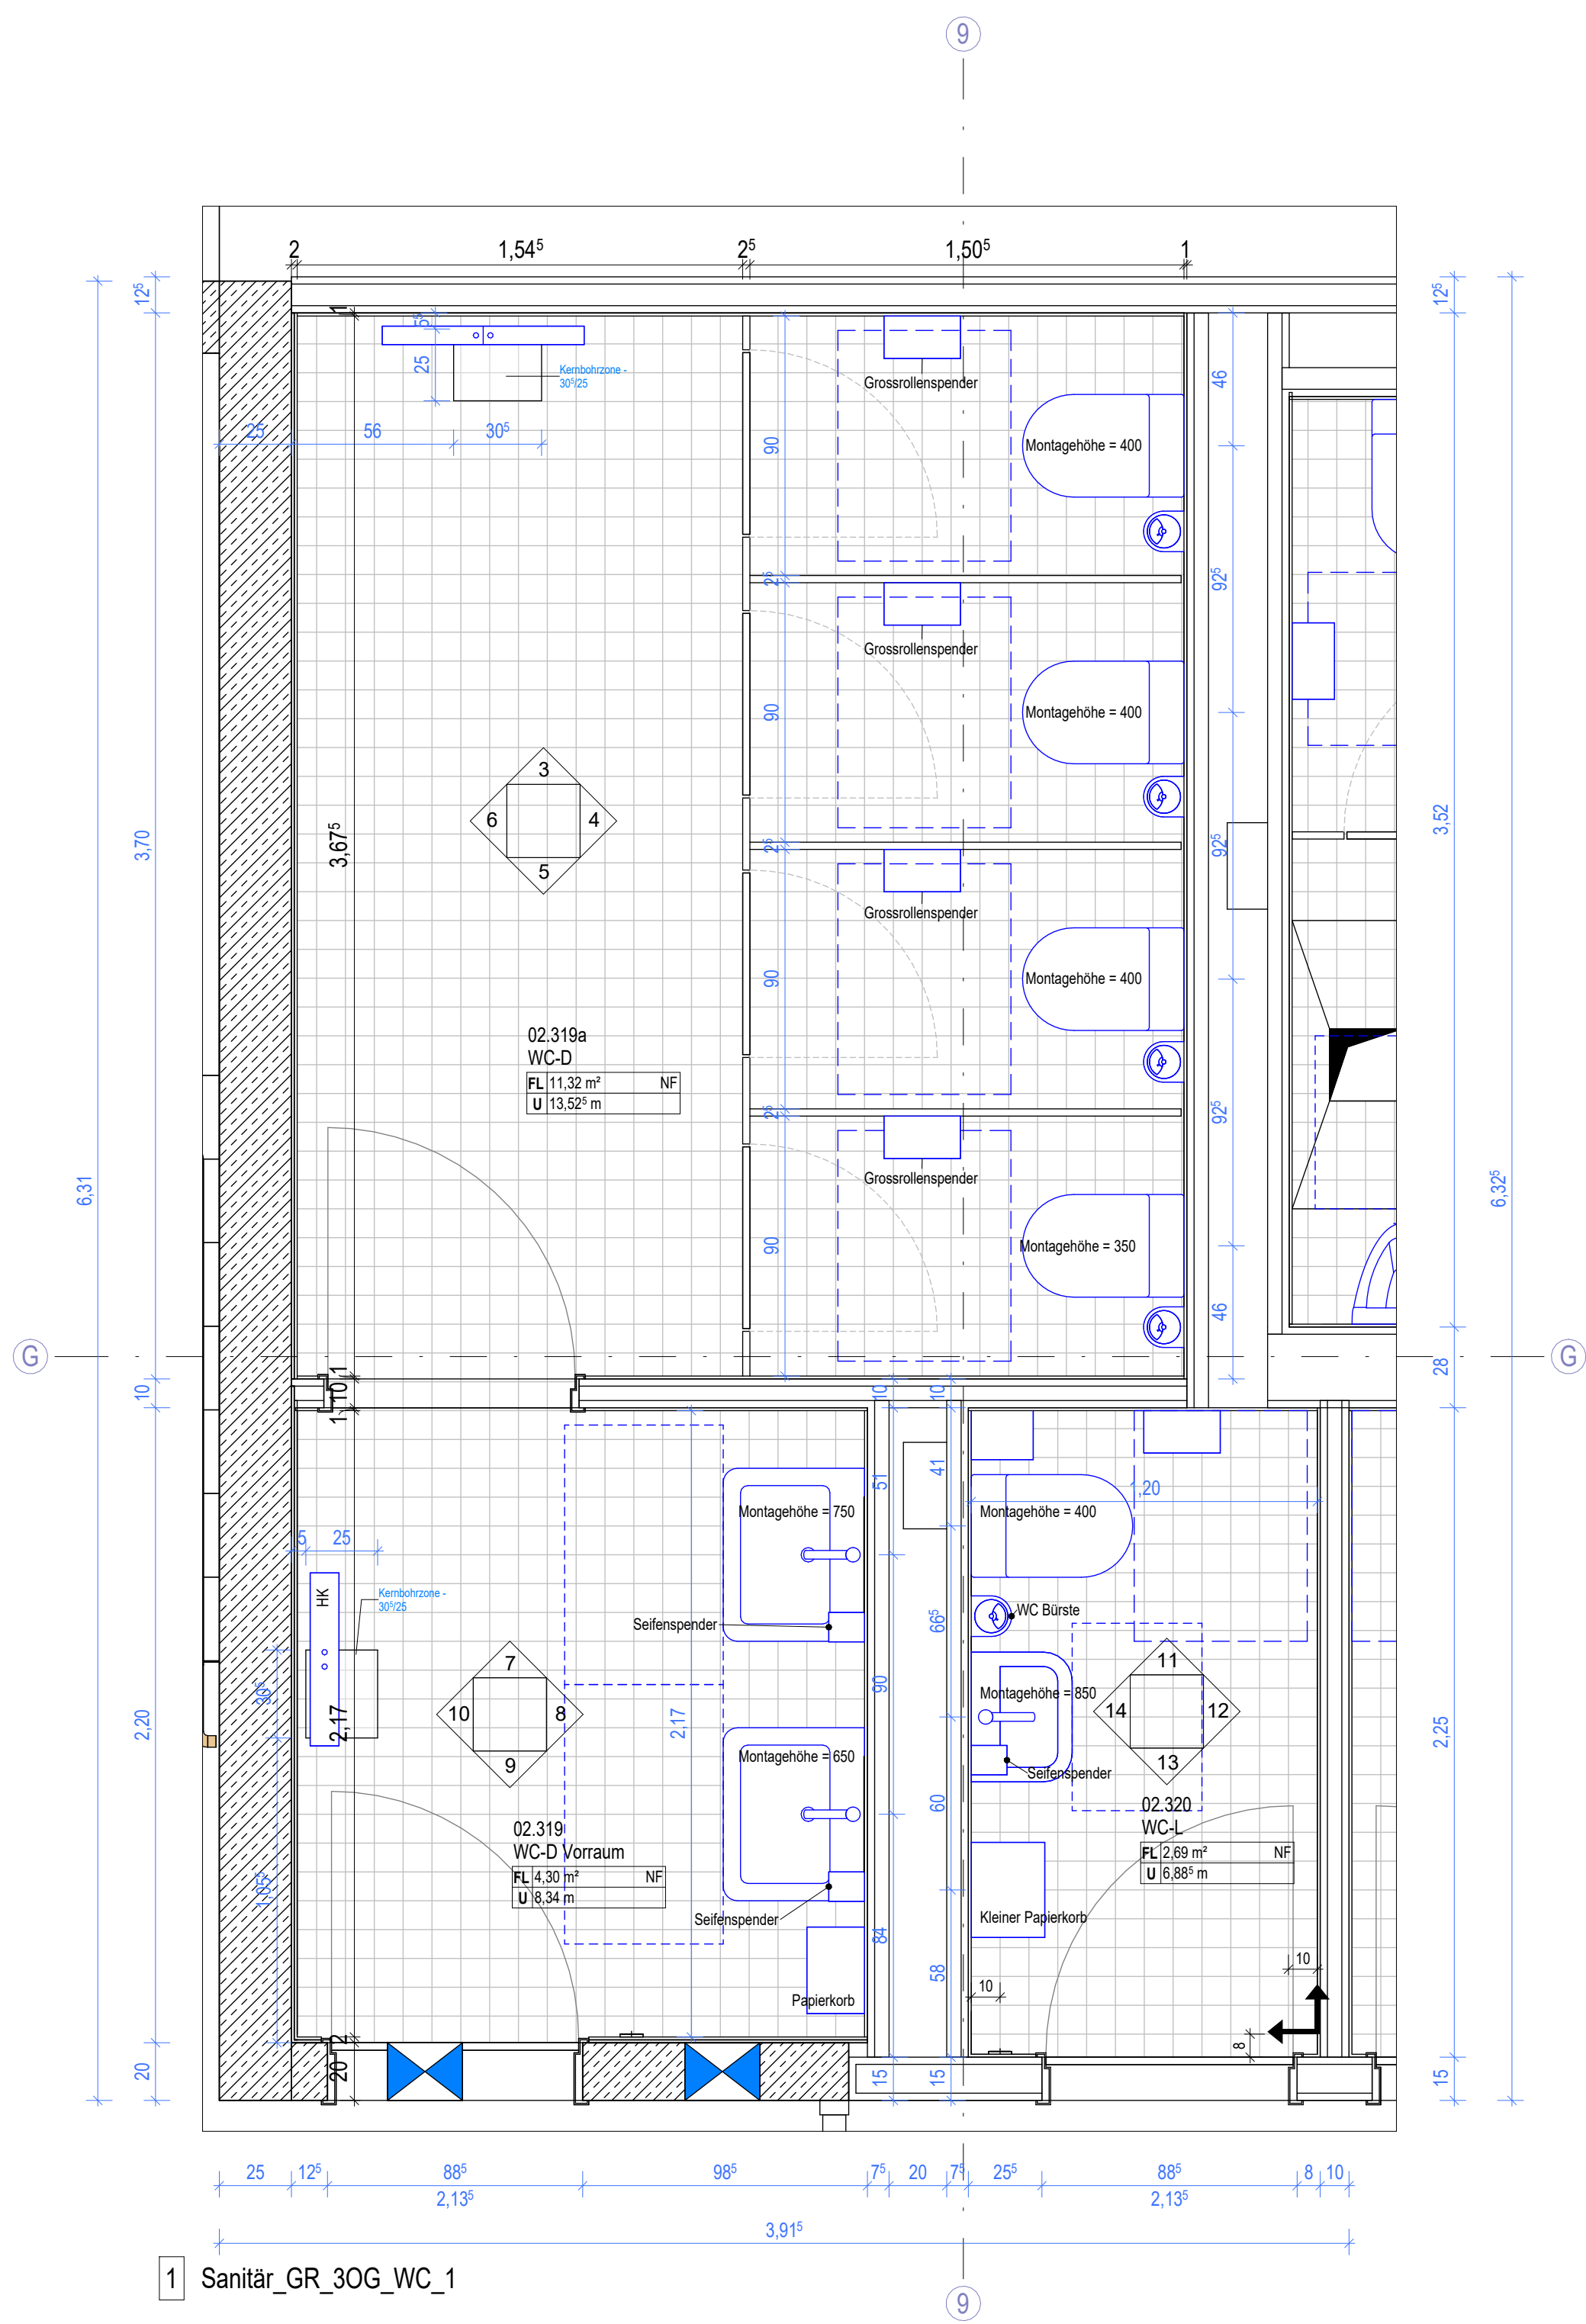 9
2 1,54⁵ 2⁵ 1,50⁵ 1
12⁵ 1 5⁵ 12⁵
25
Kernbohrzone -
30⁵/25
Grossrollenspender
46
25 56 30⁵
90
Montagehöhe = 400
92⁵
2⁵
Grossrollenspender
90
Montagehöhe = 400
3
6 4
5
3,70
3,67⁵
3,52
2⁵
92⁵
Grossrollenspender
90
Montagehöhe = 400
02.319a
WC-D
FL 11,32 m² NF
U 13,52⁵ m
2⁵
92⁵
Grossrollenspender
6,31
6,32⁵
90
Montagehöhe = 350
46
G
G
10
1
10
1
10
10
28
51
41
1,20
Montagehöhe = 750
Montagehöhe = 400
5 25
HK
Kernbohrzone -
30⁵/25
Seifenspender
WC Bürste
66⁵
7
10 8
9
11
14 12
13
30⁵
2,17
2,17
90
Montagehöhe = 850
2,20
2,25
Montagehöhe = 650
Seifenspender
60
02.319
WC-D Vorraum
FL 4,30 m² NF
U 8,34 m
02.320
WC-L
FL 2,69 m² NF
U 6,88⁵ m
1,05⁵
Seifenspender
84
Kleiner Papierkorb
58
10
10
Papierkorb
8
2
20
20
15
15
15
25 12⁵ 88⁵ 98⁵ 7⁵ 20 7⁵ 25⁵ 88⁵ 8 10
2,13⁵ 2,13⁵
3,91⁵
1 Sanitär_GR_3OG_WC_1
9